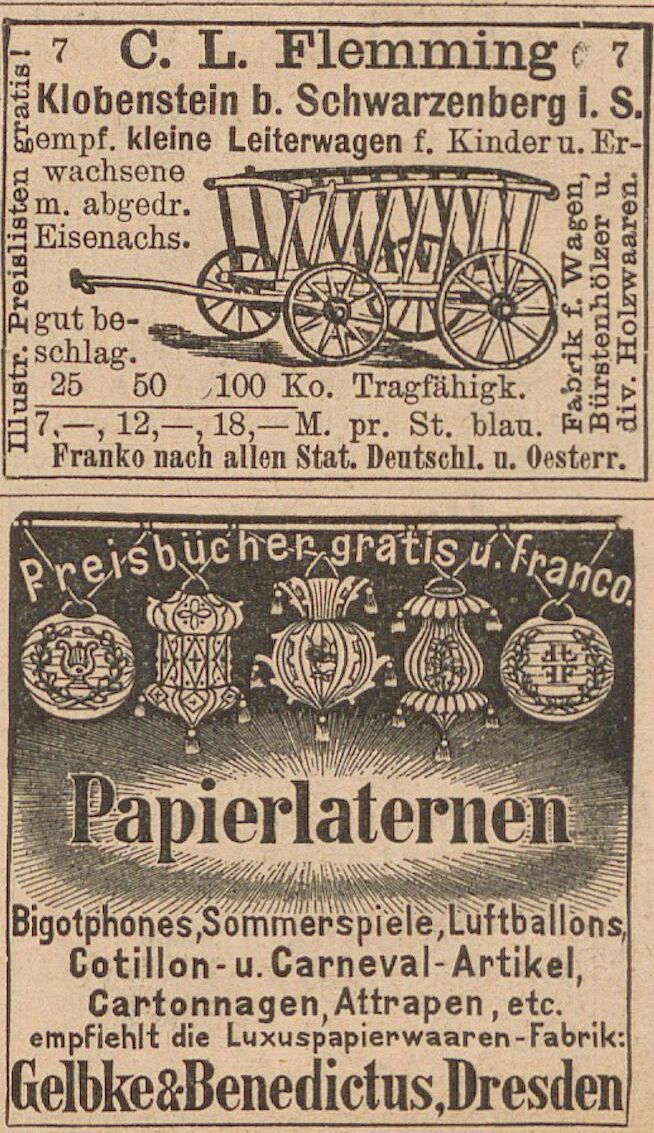 7 C. L. Flemming 7
Klobenstein b. Schwarzenberg i. S.
empf. kleine Leiterwagen f. Kinder u. Er-
wachsene
m. abgedr.
Eisenachs.
gut be-
schlag.
25 50 100 Ko. Tragfähigk.
7,—, 12,—, 18,— M. pr. St. blau.
Franko nach allen Stat. Deutschl. u. Oesterr.
Illustr. Preislisten gratis!
Fabrik f. Wagen,
Bürstenhölzer u.
div. Holzwaaren.
Preisbücher gratis u. franco.
Papierlaternen
Bigotphones, Sommerspiele, Luftballons,
Cotillon- u. Carneval-Artikel,
Cartonnagen, Attrapen, etc.
empfiehlt die Luxuspapierwaaren-Fabrik:
Gelbke & Benedictus, Dresden